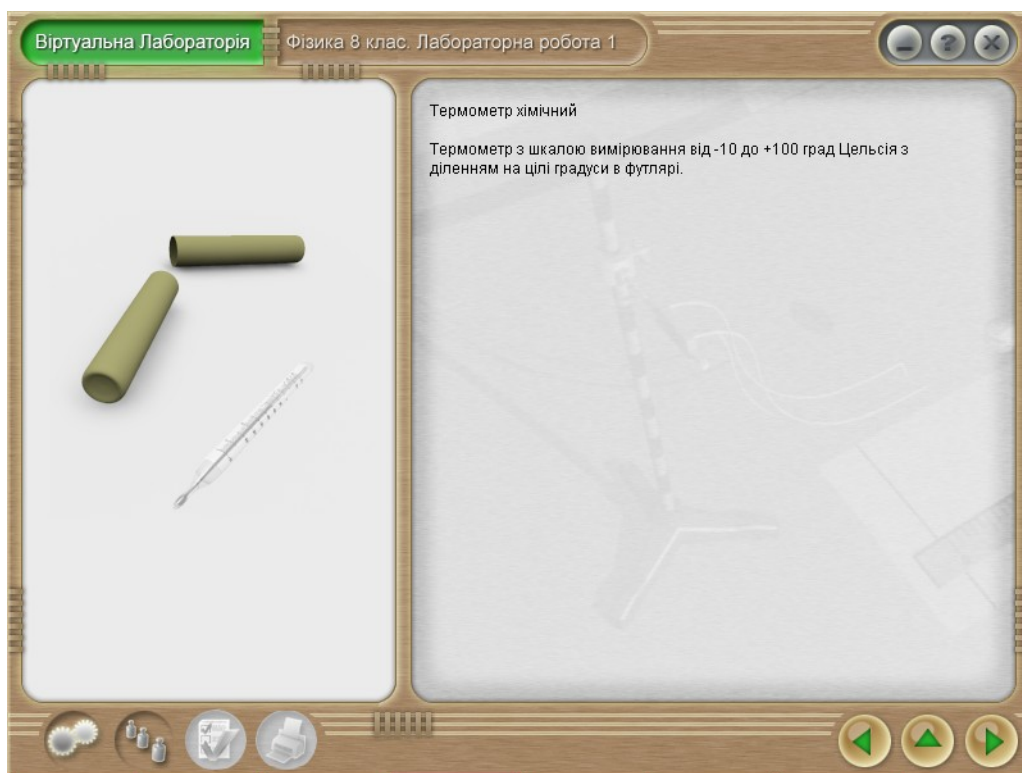 Віртуальна Лабораторія
Фізика 8 клас. Лабораторна робота 1
Термометр хімічний
Термометр з шкалою вимірювання від -10 до +100 град Цельсія з
діленням на цілі градуси в футлярі.